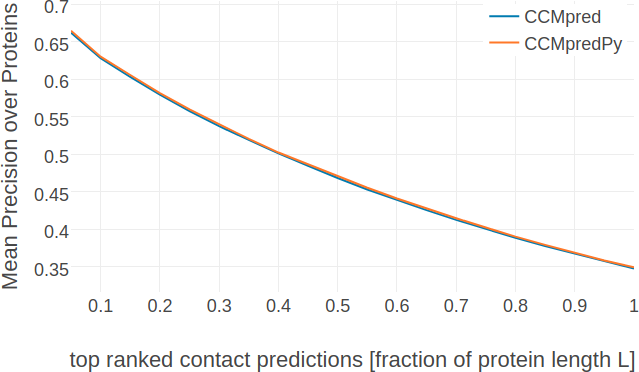 Mean Precision over Proteins
0.7
0.65
0.6
0.55
0.5
0.45
0.4
0.35
CCMpred
CCMpredPy
0.1 0.2 0.3 0.4 0.5 0.6 0.7 0.8 0.9 1
top ranked contact predictions [fraction of protein length L]